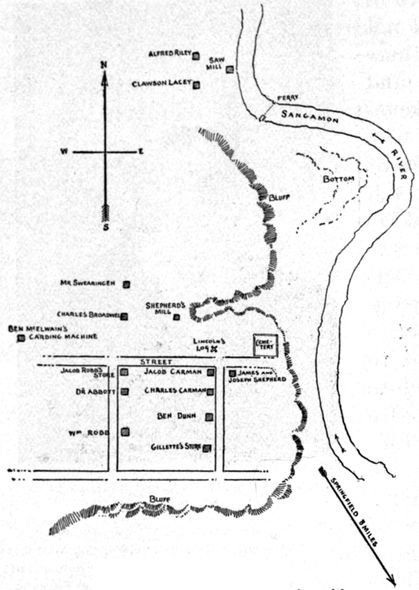 ALFRED RILEY
SAW
MILL
CLAWSON LACEY
N
W
E
S
FERRY
SANGAMON
RIVER
BOTTOM
BLUFF
MR SWEARINGEN
CHARLES BROADWELL
SHEPHERD'S
MILL
BEN McELWAIN'S
CARDING MACHINE
LINCOLN'S
LOG
CEME-
TERY
STREET
JACOB ROBB'S
STORE
JACOB CARMAN
JAMES AND
JOSEPH SHEPHERD
DR ABBOTT
CHARLES CARMAN
BEN DUNN
WM ROBB
GILLETTE'S STORE
BLUFF
SPRINGFIELD 8 MILES